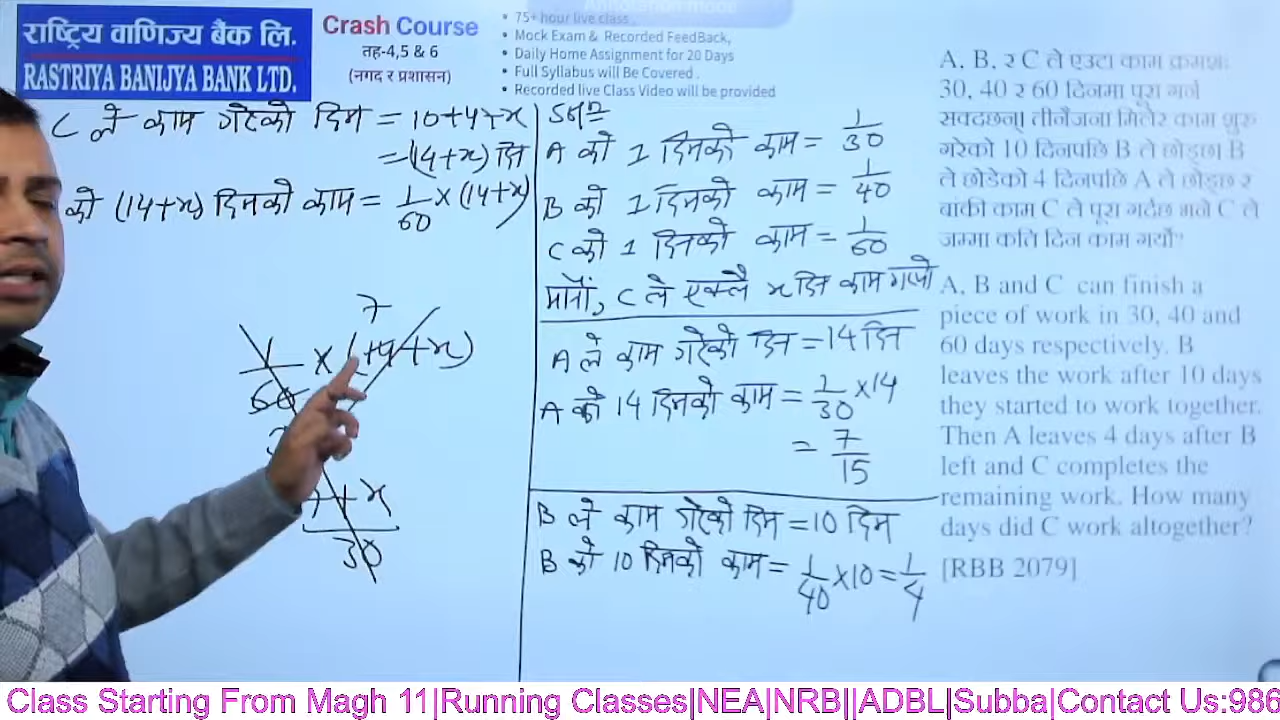 Annotation mode
राष्ट्रिय वाणिज्य बैंक लि.
RASTRIYA BANIJYA BANK LTD.
Crash Course
तह-4,5 & 6
(नगद र प्रशासन)
• 75+ hour live class .
• Mock Exam & Recorded FeedBack,
• Daily Home Assignment for 20 Days
• Full Syllabus will Be Covered .
• Recorded live Class Video will be provided
C ले काम गरेको दिन = 10+4+x
= (14+x) दिन
को (14+x) दिनको काम = 1/60 × (14+x)
7
1/60 × (14+x)
7+x
30
A को 1 दिनको काम = 1/30
B को 1 दिनको काम = 1/40
C को 1 दिनको काम = 1/60
मानौं, C ले एक्लै x दिन काम गर्‍यो
A ले काम गरेको दिन = 14 दिन
A को 14 दिनको काम = 1/30 × 14
= 7/15
B ले काम गरेको दिन = 10 दिन
B को 10 दिनको काम = 1/40 × 10 = 1/4
A, B, र C ले एउटा काम क्रमशः
30, 40 र 60 दिनमा पूरा गर्न
सक्दछन्। तीनैजना मिलेर काम शुरु
गरेको 10 दिनपछि B ले छोड्छ। B
ले छोडेको 4 दिनपछि A ले छोड्छ र
बांकी काम C ले पूरा गर्दछ भने C ले
जम्मा कति दिन काम गर्यो?
A, B and C can finish a
piece of work in 30, 40 and
60 days respectively. B
leaves the work after 10 days
they started to work together.
Then A leaves 4 days after B
left and C completes the
remaining work. How many
days did C work altogether?
[RBB 2079]
Class Starting From Magh 11|Running Classes|NEA|NRB||ADBL|Subba|Contact Us:986